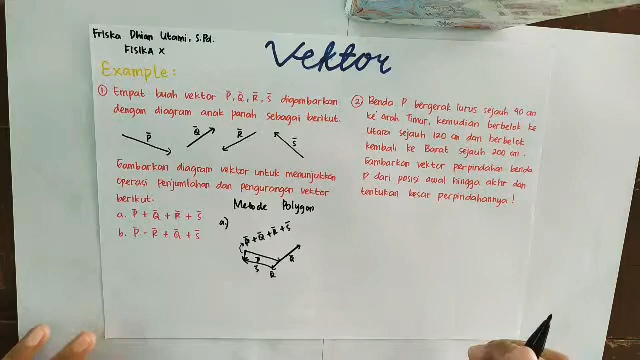 Friska Dhian Utami, S.Pd.
FISIKA X
Vektor
Example :
① Empat buah vektor P̄, Q̄, R̄, S̄ digambarkan
dengan diagram anak panah sebagai berikut.
P̄ Q̄ R̄ S̄
Gambarkan diagram vektor untuk menunjukkan
operasi penjumlahan dan pengurangan vektor
berikut.
a. P̄ + Q̄ + R̄ + S̄
b. P̄ - R̄ + Q̄ + S̄
Metode Polygon
a)
P̄ + Q̄ + R̄ + S̄
② Benda P bergerak lurus sejauh 40 cm
ke arah Timur, kemudian berbelok ke
Utara sejauh 120 cm dan berbelok
kembali ke Barat sejauh 200 cm.
Gambarkan vektor perpindahan benda
P dari posisi awal hingga akhir dan
tentukan besar perpindahannya !